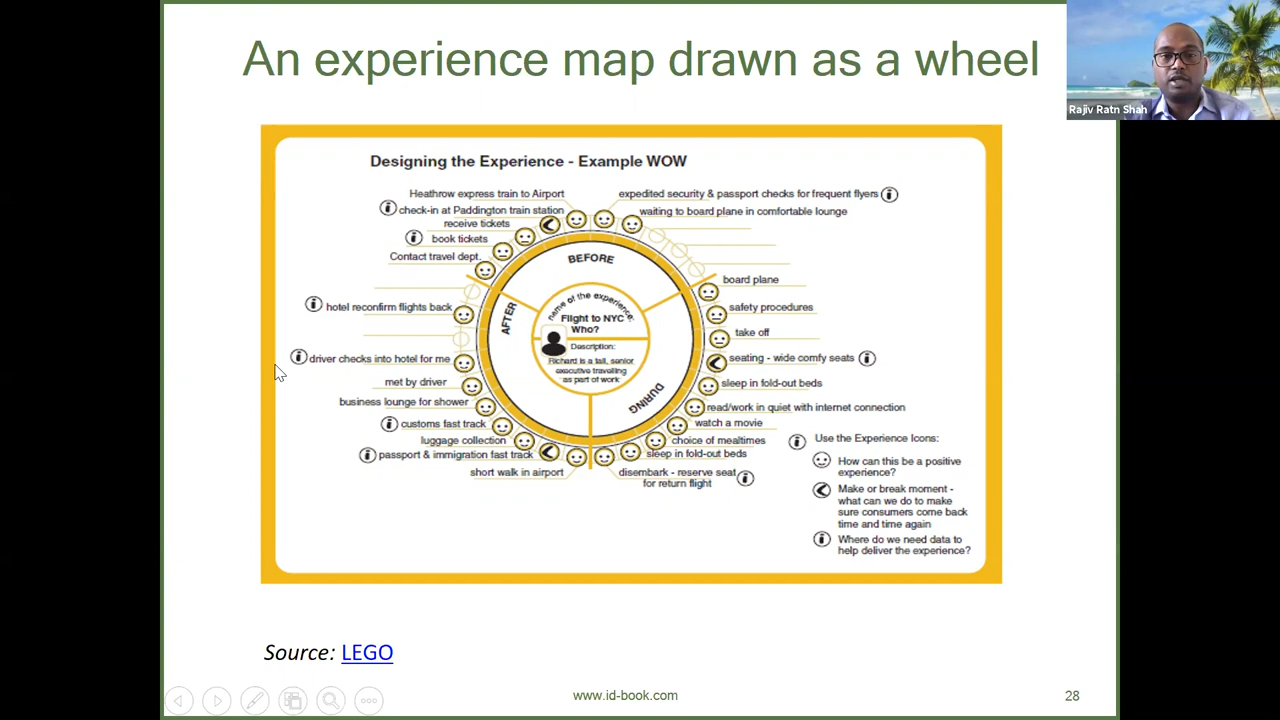 An experience map drawn as a wheel
Rajiv Ratn Shah
Designing the Experience - Example WOW
Heathrow express train to Airport
check-in at Paddington train station
receive tickets
book tickets
Contact travel dept.
expedited security & passport checks for frequent flyers
waiting to board plane in comfortable lounge
BEFORE
board plane
safety procedures
take off
seating - wide comfy seats
sleep in fold-out beds
read/work in quiet with internet connection
watch a movie
choice of mealtimes
sleep in fold-out beds
disembark - reserve seat
for return flight
DURING
hotel reconfirm flights back
driver checks into hotel for me
met by driver
business lounge for shower
customs fast track
luggage collection
passport & immigration fast track
short walk in airport
AFTER
name of the experience:
Flight to NYC
Who?
Description:
Richard is a tall, senior
executive travelling
as part of work
Use the Experience Icons:
How can this be a positive
experience?
Make or break moment -
what can we do to make
sure consumers come back
time and time again
Where do we need data to
help deliver the experience?
Source: LEGO
www.id-book.com
28